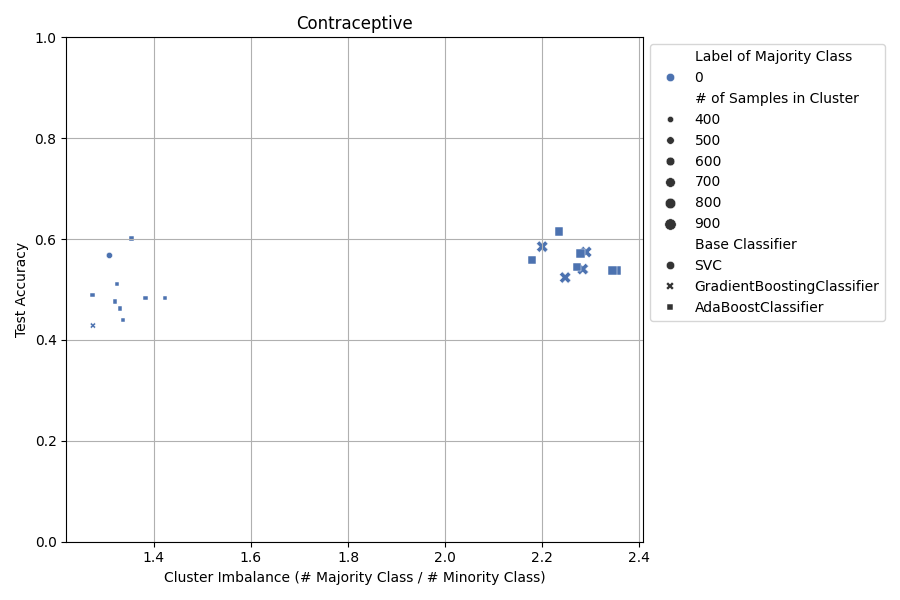 Contraceptive
1.0
0.8
0.6
0.4
0.2
0.0
Test Accuracy
1.4
1.6
1.8
2.0
2.2
2.4
Cluster Imbalance (# Majority Class / # Minority Class)
Label of Majority Class
0
# of Samples in Cluster
400
500
600
700
800
900
Base Classifier
SVC
GradientBoostingClassifier
AdaBoostClassifier